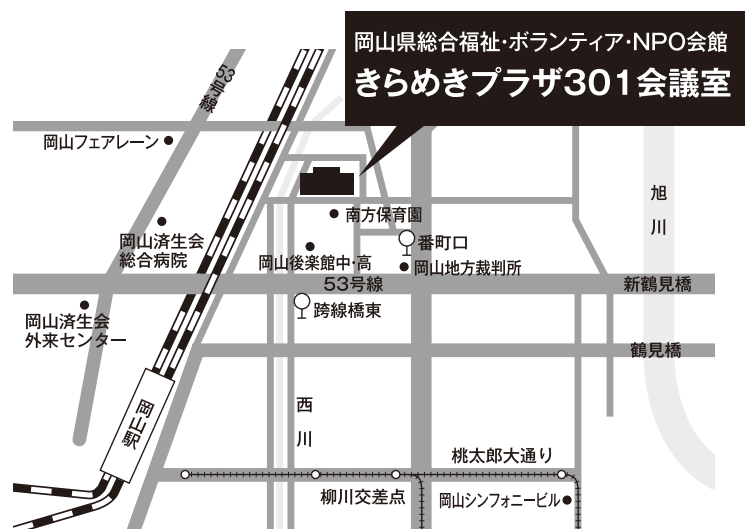 岡山県総合福祉・ボランティア・NPO会館
きらめきプラザ301会議室
53号線
岡山フェアレーン
旭川
南方保育園
岡山済生会
総合病院
番町口
岡山後楽館中・高
岡山地方裁判所
53号線
新鶴見橋
跨線橋東
岡山済生会
外来センター
鶴見橋
岡山駅
西川
桃太郎大通り
柳川交差点
岡山シンフォニービル